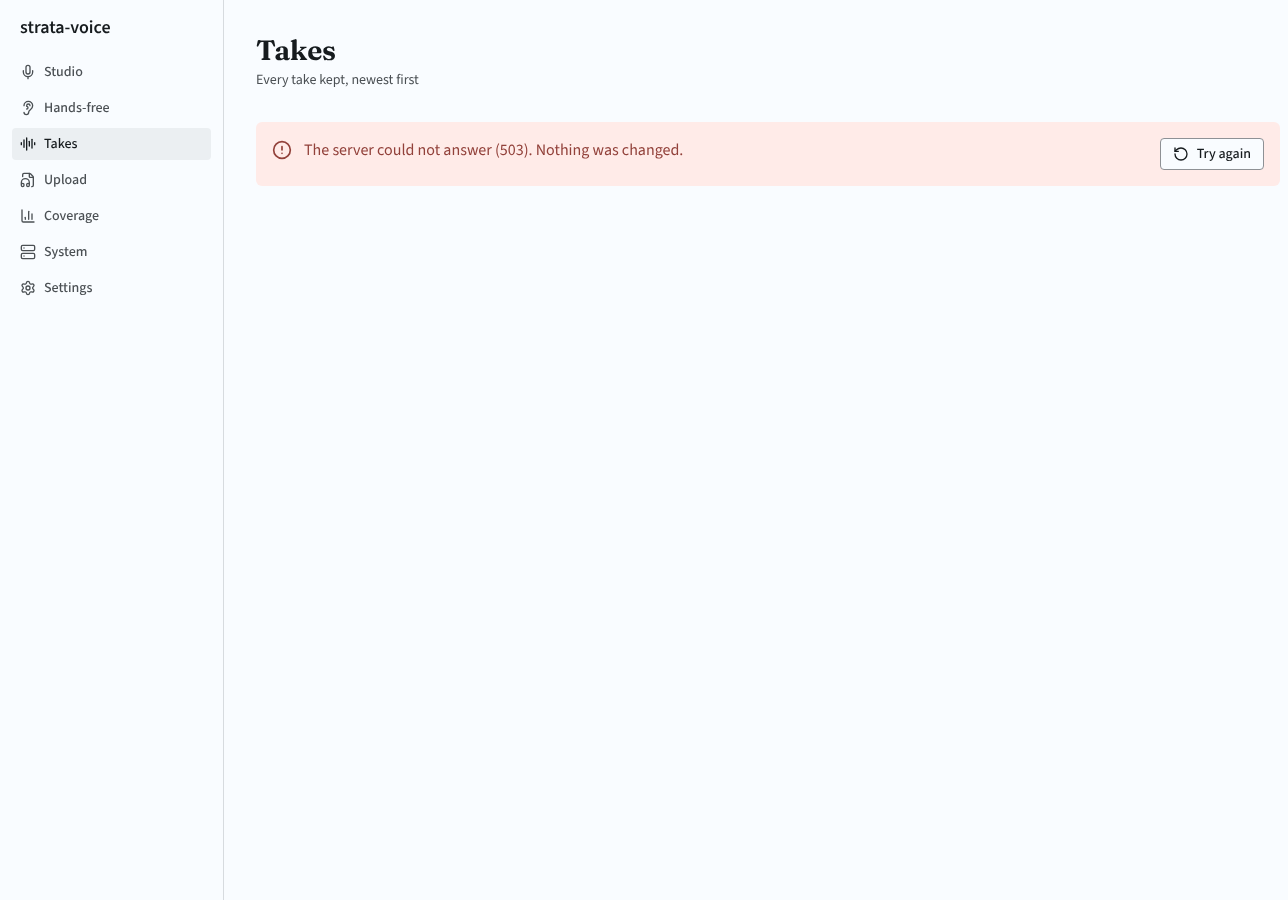 strata-voice
Studio
Hands-free
Takes
Upload
Coverage
System
Settings
Takes
Every take kept, newest first
The server could not answer (503). Nothing was changed.
Try again